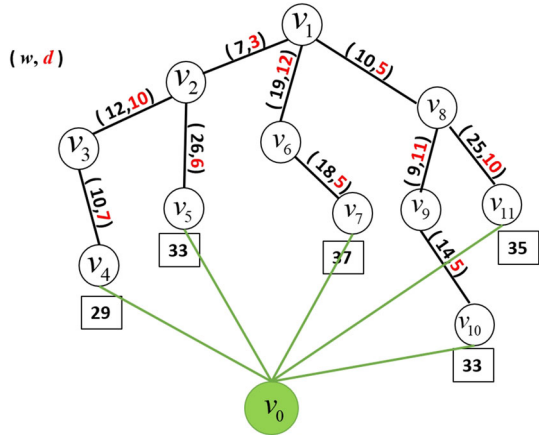 v1
(w, d)
(7,3)
(10,5)
v2
(19,12)
v8
(12,10)
(26,6)
(9,11)
(25,10)
v3
v6
(18,5)
(10,7)
v5
v7
v9
v11
33
37
35
v4
(14,5)
29
v10
33
v0